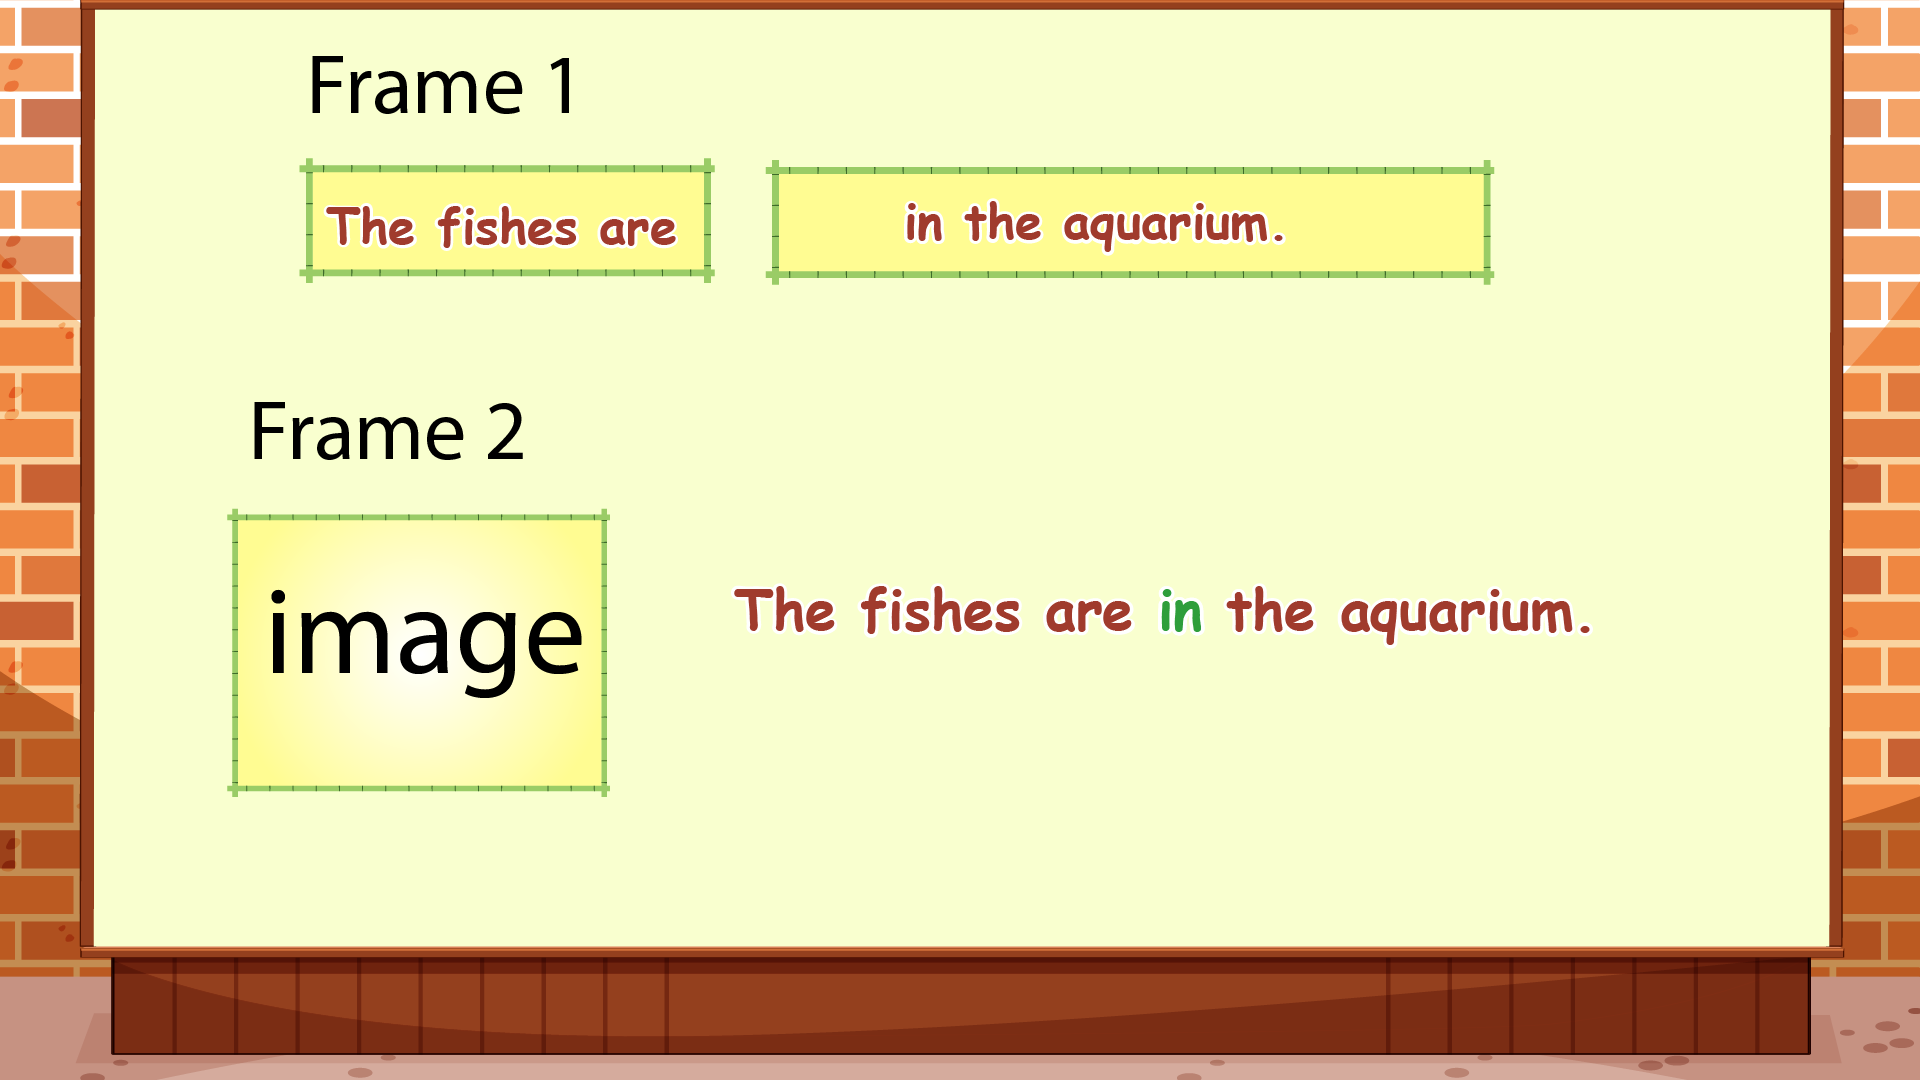 Frame 1
The fishes are
in the aquarium.
Frame 2
image
The fishes are in the aquarium.